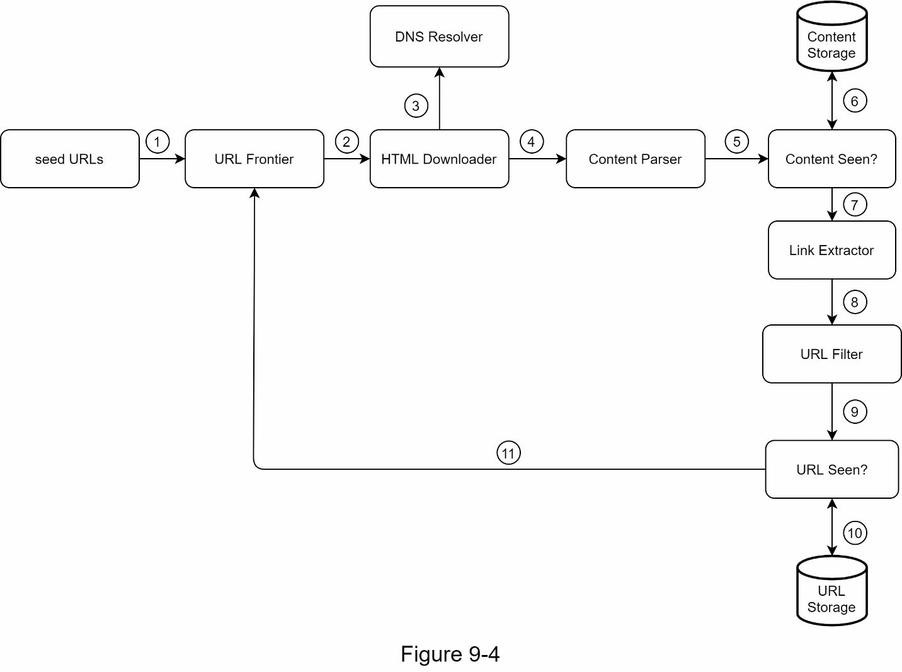 DNS Resolver
Content
Storage
3
6
1
2
4
5
seed URLs
URL Frontier
HTML Downloader
Content Parser
Content Seen?
7
Link Extractor
8
URL Filter
9
11
URL Seen?
10
URL
Storage
Figure 9-4